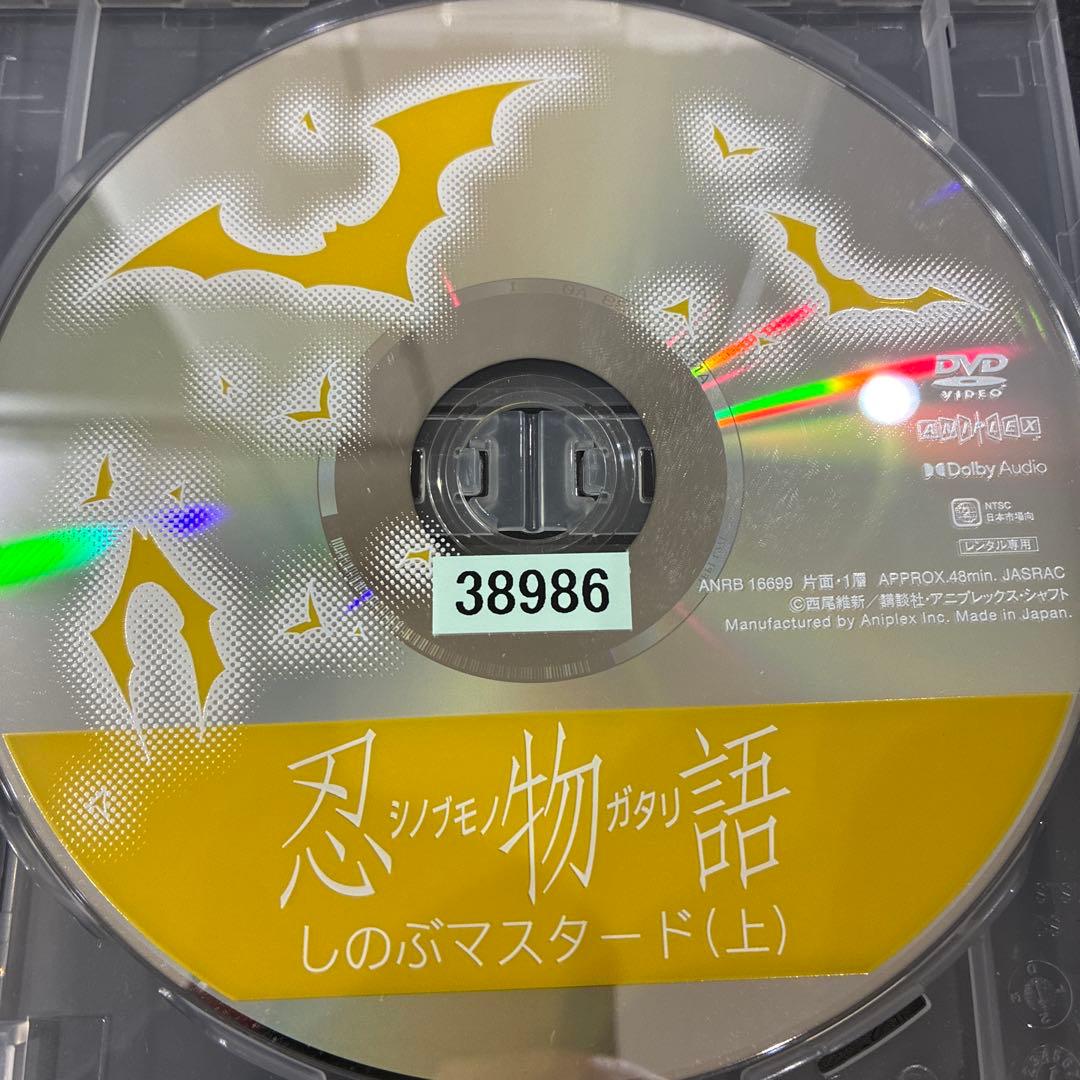 DVD
VIDEO
ANIPLEX
Dolby Audio
2
NTSC
日本市場向
レンタル専用
ANRB 16699 片面・1層 APPROX.48min. JASRAC
©西尾維新／講談社・アニプレックス・シャフト
Manufactured by Aniplex Inc. Made in Japan.
38986
忍シノブモノ物ガタリ語
しのぶマスタード(上)